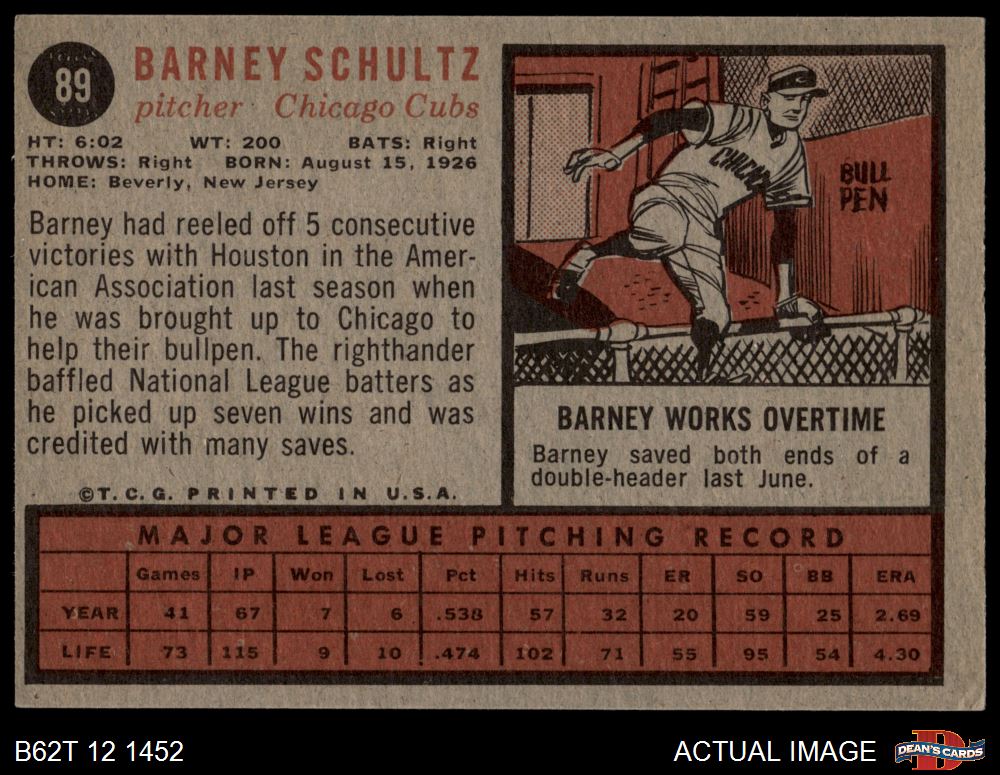 89
BARNEY SCHULTZ
pitcher · Chicago Cubs
HT: 6:02 WT: 200 BATS: Right
THROWS: Right BORN: August 15, 1926
HOME: Beverly, New Jersey
Barney had reeled off 5 consecutive
victories with Houston in the Amer-
ican Association last season when
he was brought up to Chicago to
help their bullpen. The righthander
baffled National League batters as
he picked up seven wins and was
credited with many saves.
©T.C.G. PRINTED IN U.S.A.
CHICAGO
BULL
PEN
BARNEY WORKS OVERTIME
Barney saved both ends of a
double-header last June.
MAJOR LEAGUE PITCHING RECORD
Games IP Won Lost Pct Hits Runs ER SO BB ERA
YEAR 41 67 7 6 .538 57 32 20 59 25 2.69
LIFE 73 115 9 10 .474 102 71 55 95 54 4.30
B62T 12 1452
ACTUAL IMAGE
D
DEAN'S CARDS